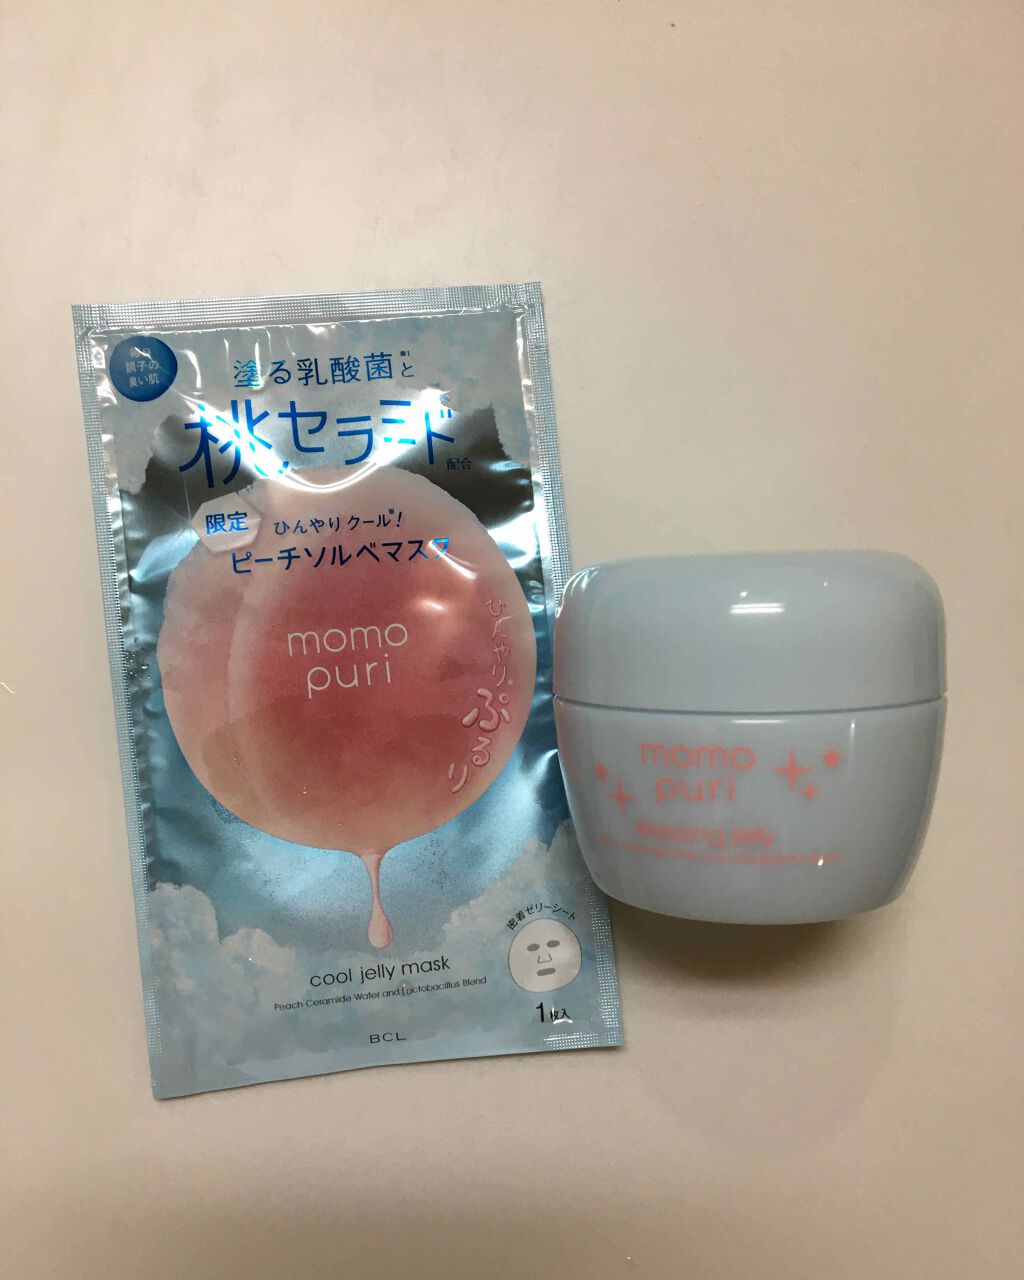 毎日
調子の
良い肌
塗る乳酸菌※1と
桃セラミド
配合
限定
ひんやりクール※!
ピーチソルベマスク
momo
puri
ひんやり※
ぷるり
密着ゼリーシート
cool jelly mask
Peach Ceramide Water and Lactobacillus Blend
1枚入
BCL
momo
puri
sleeping jelly